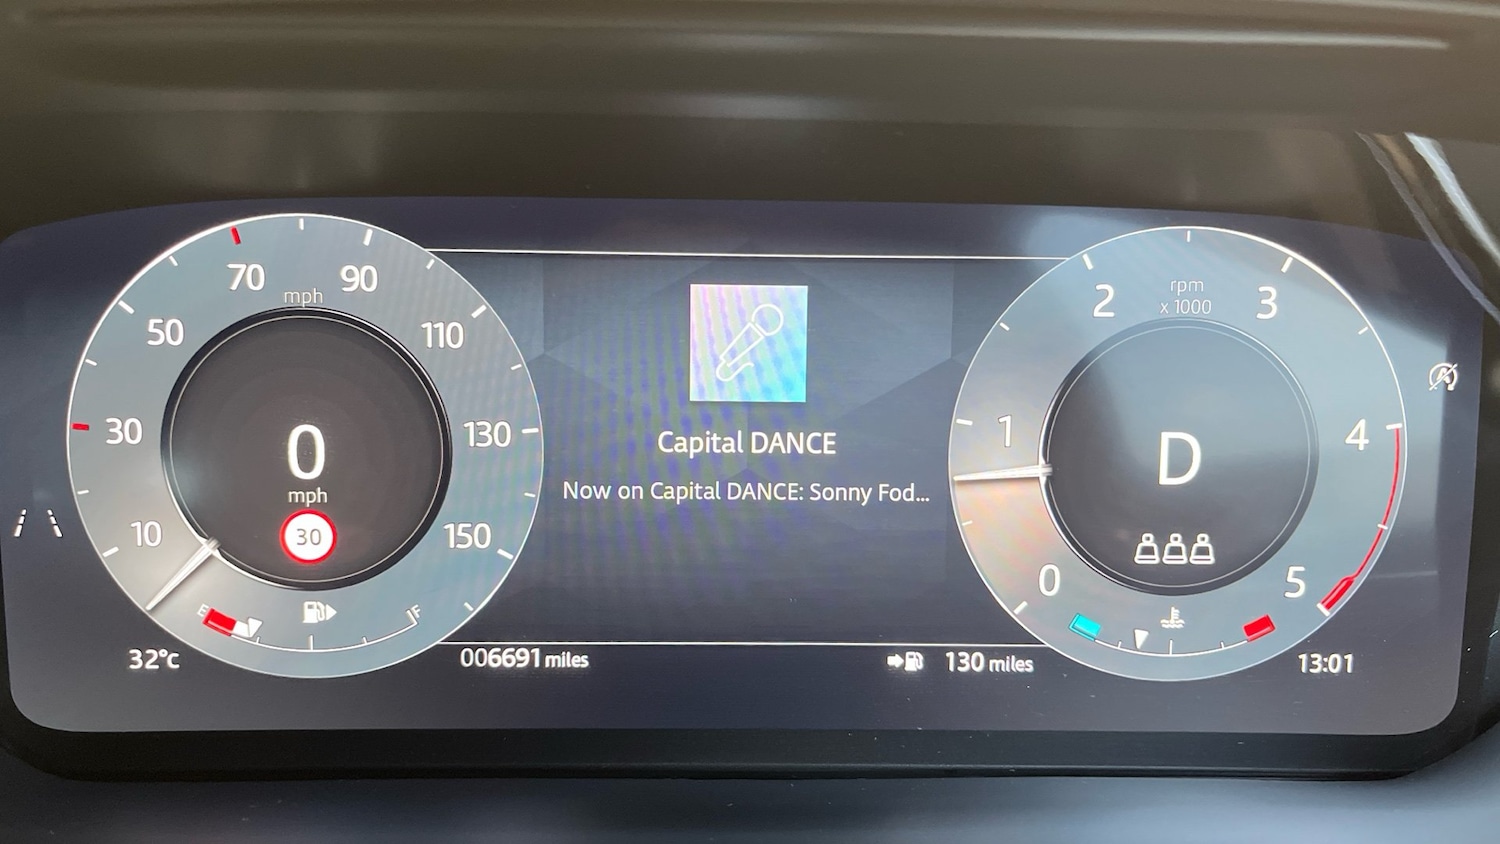 70
90
mph
50
110
30
130
10
150
0
mph
30
E
F
32°c
006691 miles
Capital DANCE
Now on Capital DANCE: Sonny Fod...
2
rpm
x 1000
3
1
4
0
5
D
130 miles
13:01
A